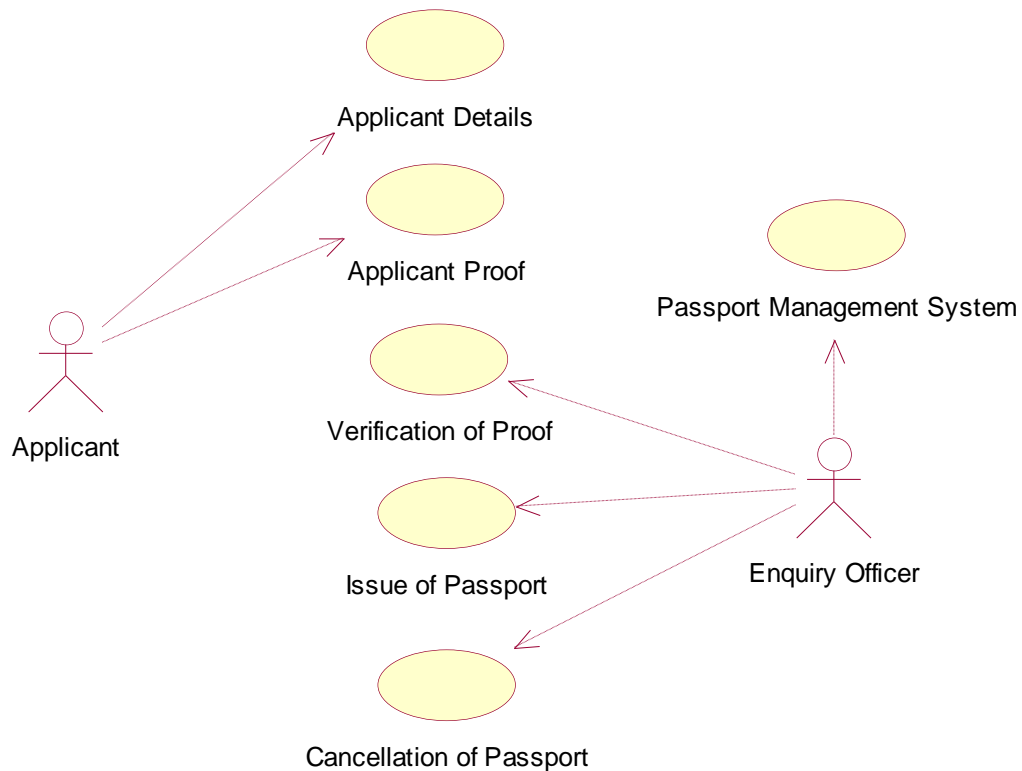 Applicant Details
Applicant Proof
Passport Management System
Verification of Proof
Applicant
Issue of Passport
Enquiry Officer
Cancellation of Passport